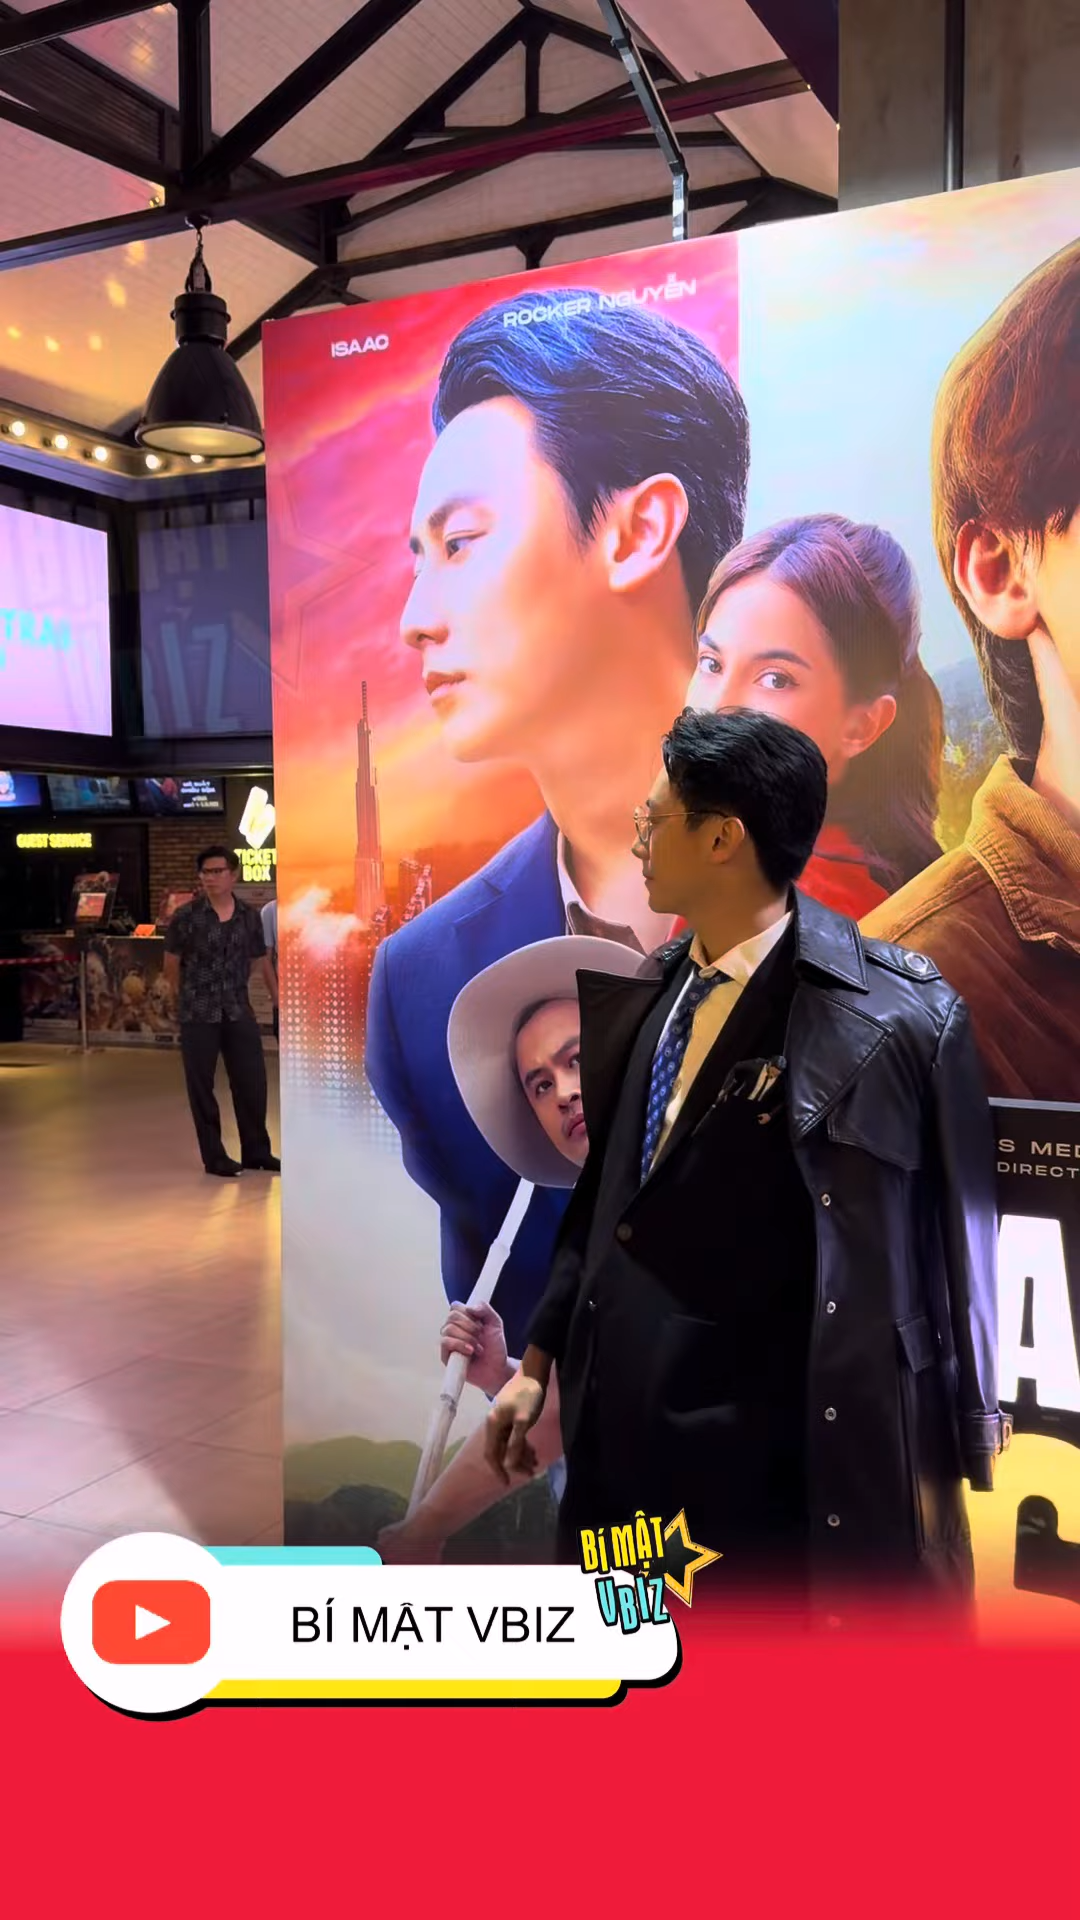 ISAAC
ROCKER NGUYỄN
GUEST SERVICE
TICKET
BOX
S MED
DIRECT
A
BÍ MẬT VBIZ
BÍ MẬT
VBIZ